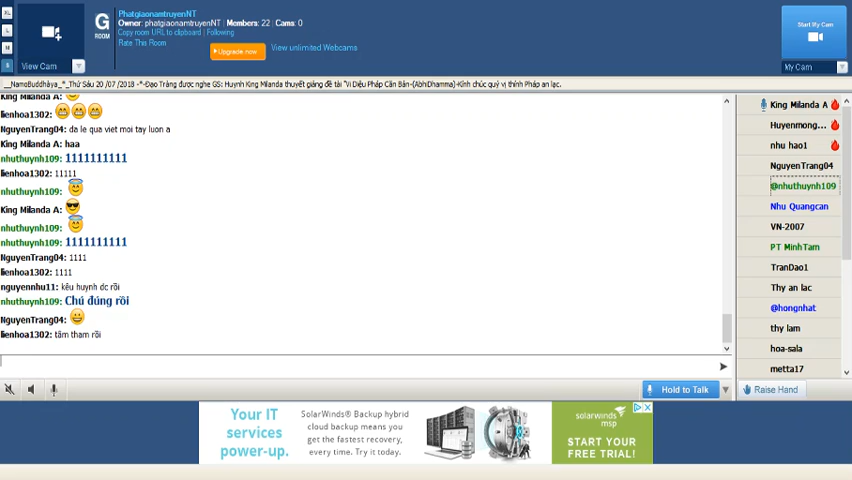 XL
L
M
S
View Cam
G
ROOM
PhatgiaonamtruyenNT
Owner: phatgiaonamtruyenNT | Members: 22 | Cams: 0
Copy room URL to clipboard | Following
Rate This Room
Upgrade now
View unlimited Webcams
Start My Cam
My Cam
__NamoBuddhàya_*_Thứ Sáu 20 /07 /2018 -*-Đạo Tràng được nghe GS: Huynh King Milanda thuyết giảng đề tài "Vi Diệu Pháp Căn Bản-(AbhiDhamma)-Kính chúc quý vị thính Pháp an lạc.
King Milanda A:
lienhoa1302:
NguyenTrang04: da le qua viet moi tay luon a
King Milanda A: haa
nhuthuynh109: 1111111111
lienhoa1302: 11111
nhuthuynh109:
King Milanda A:
nhuthuynh109:
nhuthuynh109: 1111111111
NguyenTrang04: 1111
lienhoa1302: 1111
nguyennhu11: kêu huynh dc rồi
nhuthuynh109: Chú đúng rồi
NguyenTrang04:
lienhoa1302: tâm tham rồi
King Milanda A
Huyenmong...
nhu hao1
NguyenTrang04
@nhuthuynh109
Nhu Quangcan
VN-2007
PT MinhTam
TranDao1
Thy an lac
@hongnhat
thy lam
hoa-sala
metta17
Hold to Talk
Raise Hand
Your IT
services
power-up.
SolarWinds® Backup hybrid
cloud backup means you
get the fastest recovery,
every time. Try it today.
solarwinds
msp
START YOUR
FREE TRIAL!